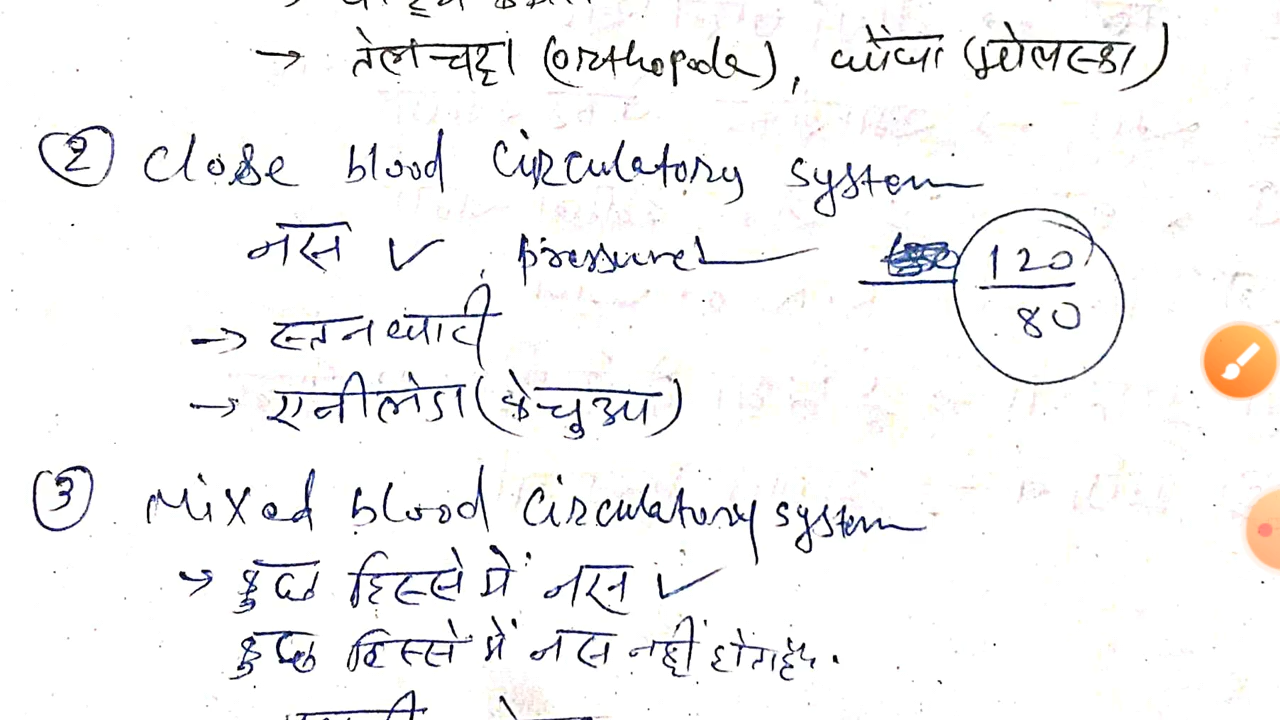 → तेलचट्टा (orthopoda), घोंघा (मोलस्का)
② Close blood circulatory system
नस ✓, pressure 120/80
→ स्तनधारी
→ एनीलेडा (केचुआ)
③ Mixed blood circulatory system
→ कुछ हिस्से में नस ✓
कुछ हिस्से में नस नहीं होता है.